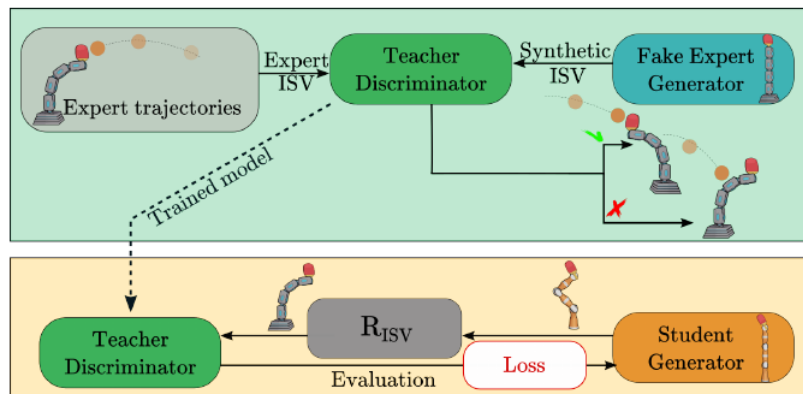 Expert trajectories
Expert
ISV
Teacher
Discriminator
Synthetic
ISV
Fake Expert
Generator
Trained model
Teacher
Discriminator
R_ISV
Evaluation
Loss
Student
Generator